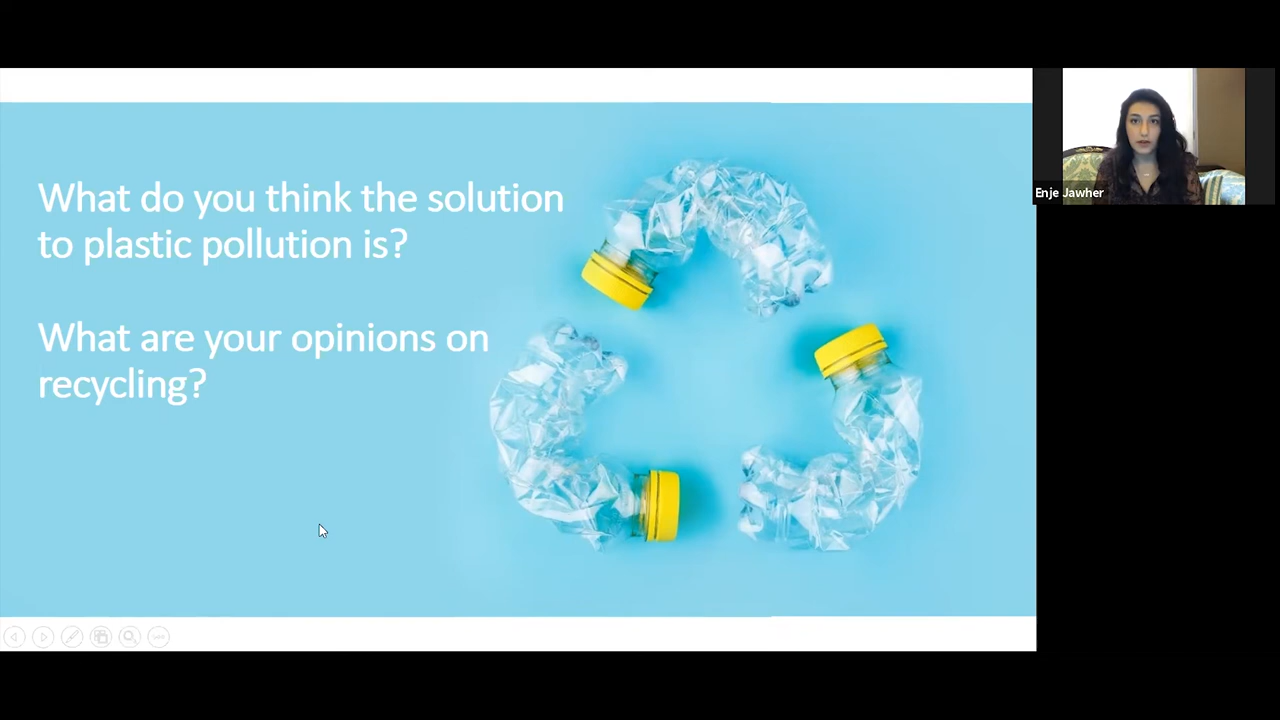 What do you think the solution
to plastic pollution is?
What are your opinions on
recycling?
Enje Jawher